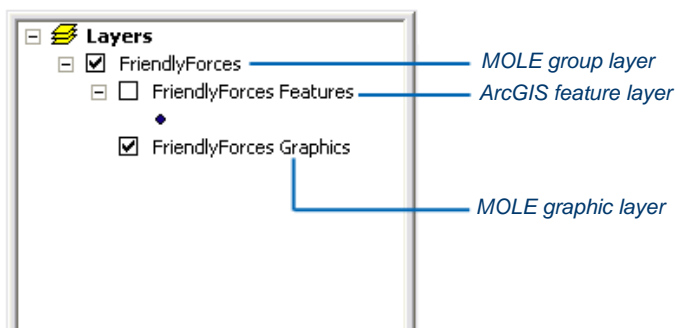 Layers
FriendlyForces
MOLE group layer
FriendlyForces Features
ArcGIS feature layer
FriendlyForces Graphics
MOLE graphic layer